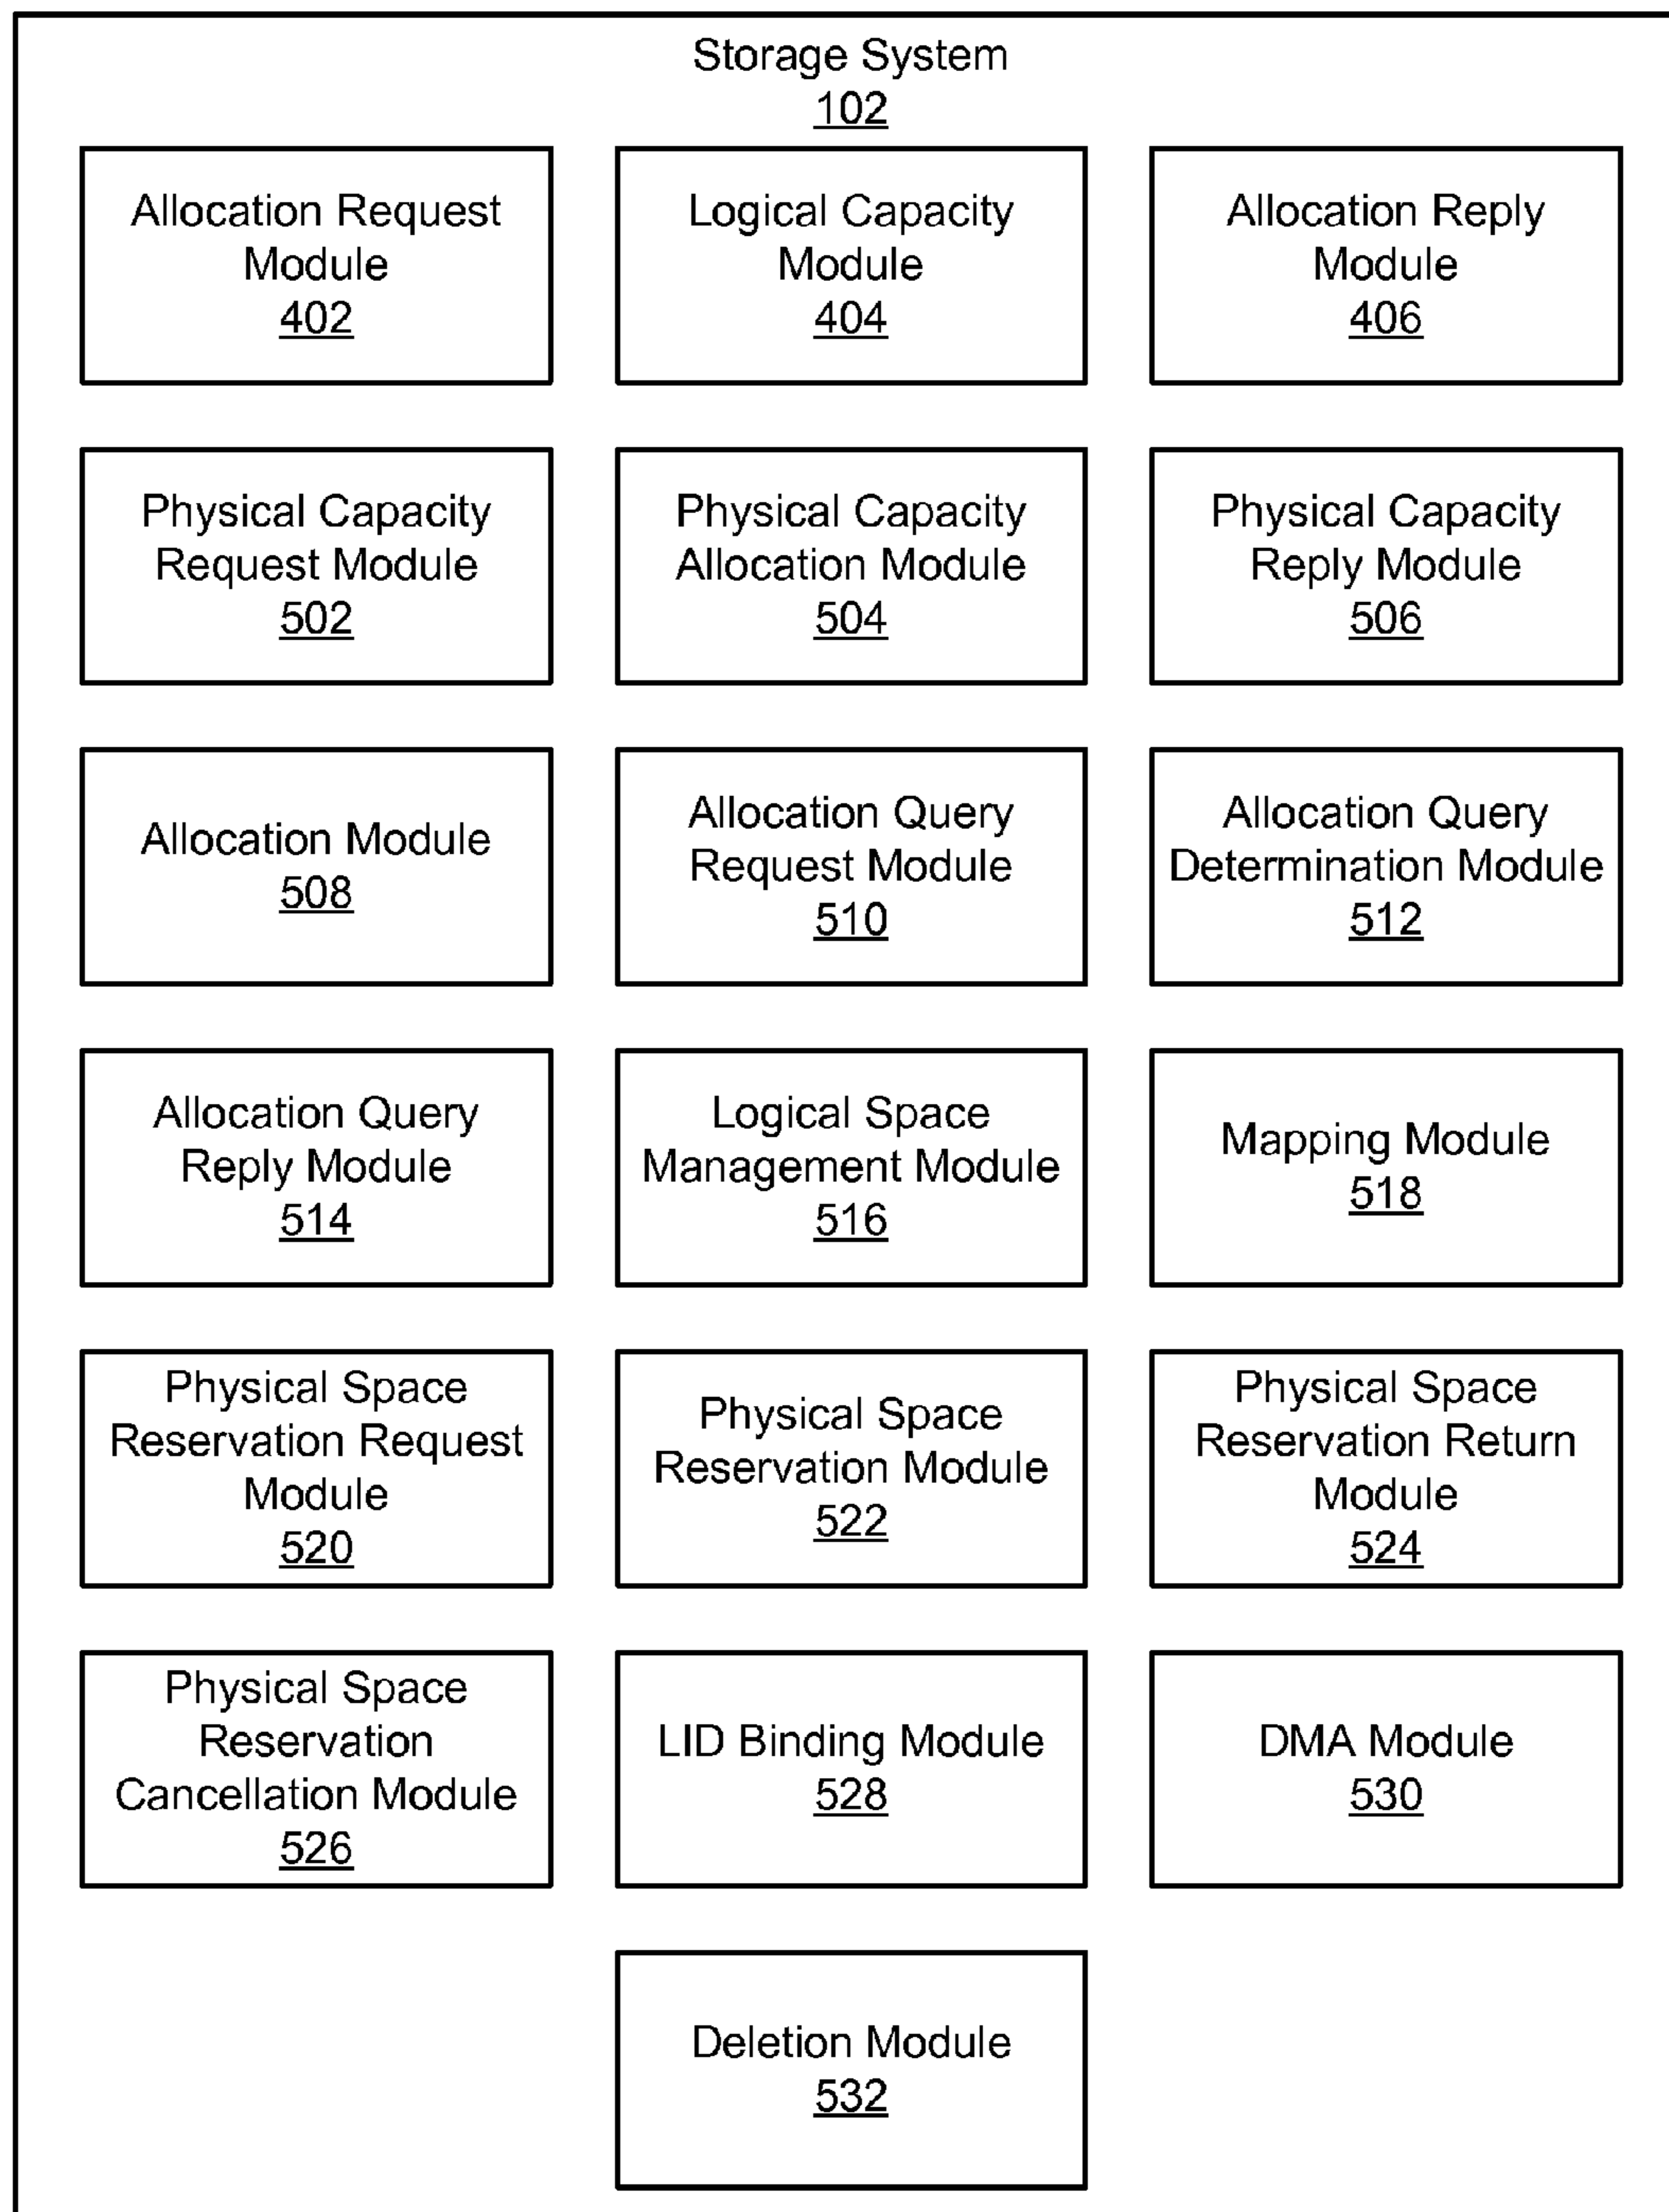 Storage System
102
Allocation Request
Module
402
Logical Capacity
Module
404
Allocation Reply
Module
406
Physical Capacity
Request Module
502
Physical Capacity
Allocation Module
504
Physical Capacity
Reply Module
506
Allocation Module
508
Allocation Query
Request Module
510
Allocation Query
Determination Module
512
Allocation Query
Reply Module
514
Logical Space
Management Module
516
Mapping Module
518
Physical Space
Reservation Request
Module
520
Physical Space
Reservation Module
522
Physical Space
Reservation Return
Module
524
Physical Space
Reservation
Cancellation Module
526
LID Binding Module
528
DMA Module
530
Deletion Module
532